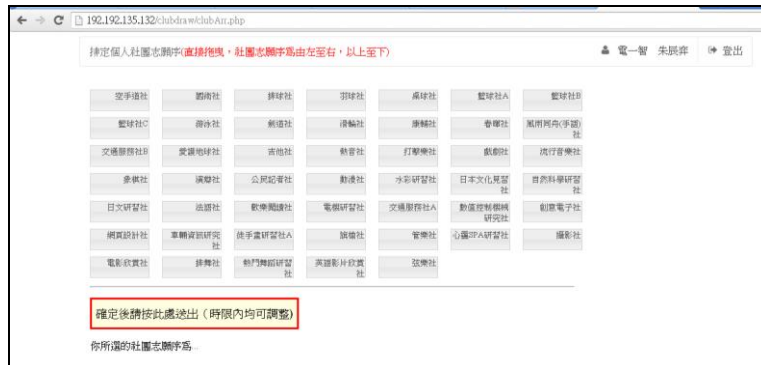 192.192.135.132/clubdraw/clubArr.php
排定個人社團志願序(直接拖曳，社團志願序為由左至右，以上至下)
電一智 朱辰弈 登出
空手道社 國術社 排球社 羽球社 桌球社 籃球社A 籃球社B
籃球社C 游泳社 劍道社 滑輪社 康輔社 春暉社 風雨同舟(手語)社
交通服務社B 愛護地球社 吉他社 熱音社 打擊樂社 戲劇社 流行音樂社
象棋社 演辯社 公民記者社 動漫社 水彩研習社 日本文化見習社 自然科學研習社
日文研習社 法語社 歡樂閱讀社 電棋研習社 交通服務社A 數值控制機械研究社 創意電子社
網頁設計社 車輛資訊研究社 徒手畫研習社A 旗艦社 管樂社 心靈SPA研習社 攝影社
電影欣賞社 排舞社 熱門舞蹈研習社 英語影片欣賞社 弦樂社
確定後請按此處送出（時限內均可調整)
你所選的社團志願序為...